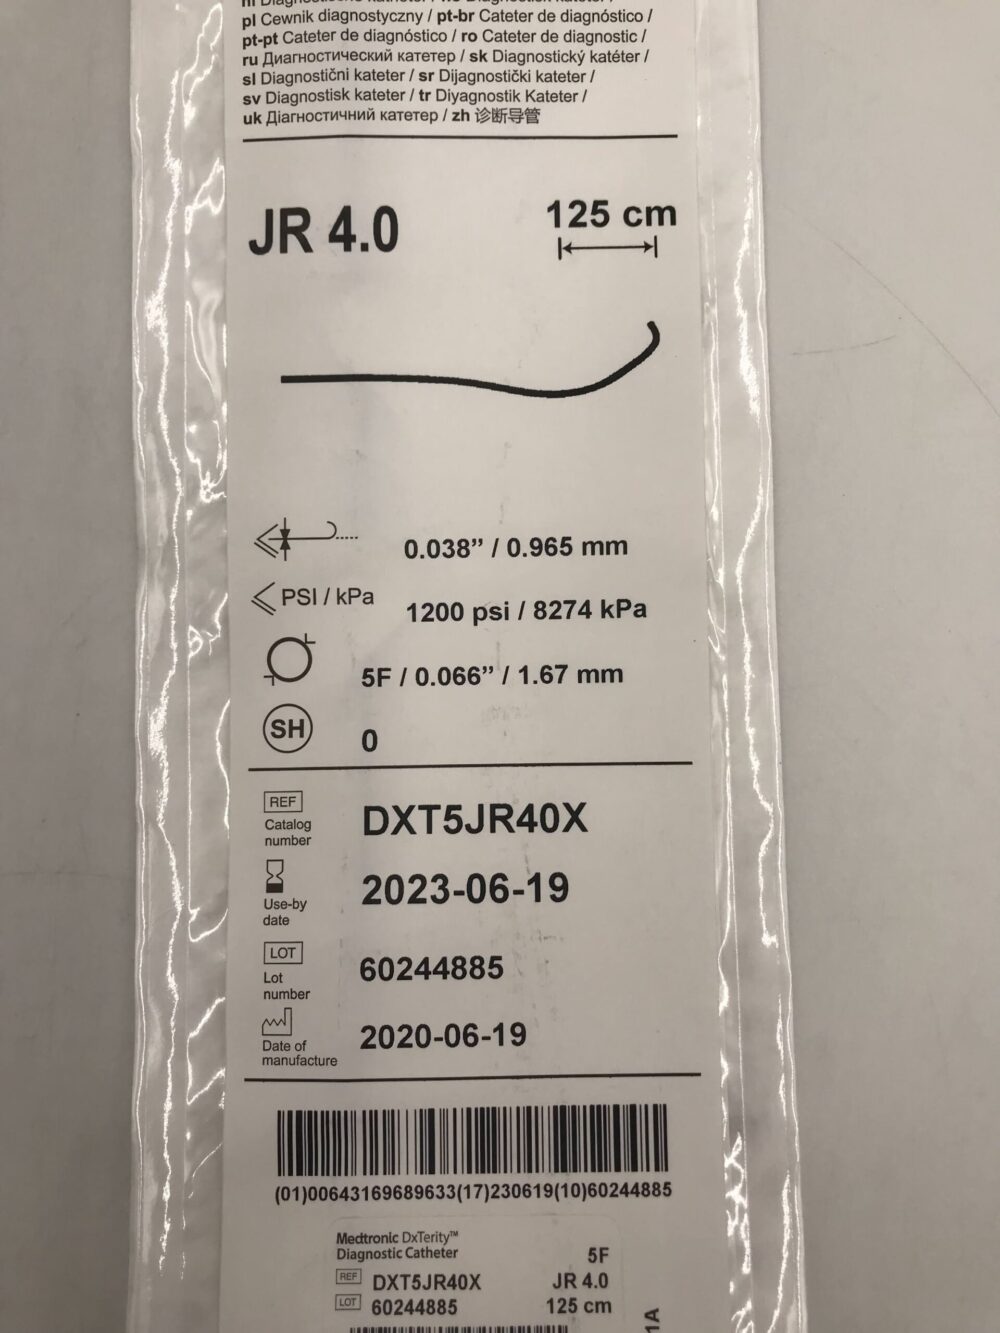 pl Cewnik diagnostyczny / pt-br Cateter de diagnóstico /
pt-pt Cateter de diagnóstico / ro Cateter de diagnostic /
ru Диагностический катетер / sk Diagnostický katéter /
sl Diagnostični kateter / sr Dijagnostički kateter /
sv Diagnostisk kateter / tr Diyagnostik Kateter /
uk Діагностичний катетер / zh 诊断导管
JR 4.0
125 cm
0.038” / 0.965 mm
≤ PSI / kPa 1200 psi / 8274 kPa
5F / 0.066” / 1.67 mm
SH 0
REF DXT5JR40X
Catalog
number
2023-06-19
Use-by
date
LOT 60244885
Lot
number
2020-06-19
Date of
manufacture
(01)00643169689633(17)230619(10)60244885
Medtronic DxTerity™
Diagnostic Catheter 5F
REF DXT5JR40X JR 4.0
LOT 60244885 125 cm
1A